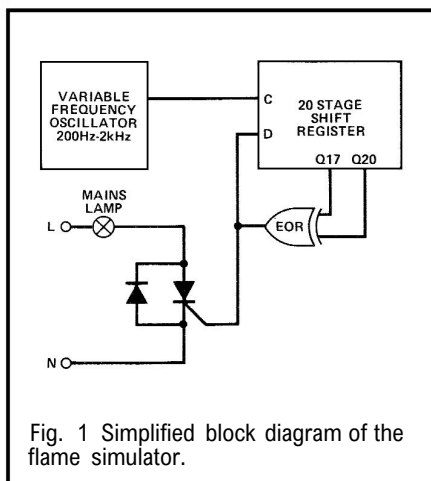 VARIABLE
FREQUENCY
OSCILLATOR
200Hz-2kHz
C
D
20 STAGE
SHIFT
REGISTER
Q17 Q20
EOR
MAINS
LAMP
L
N
Fig. 1 Simplified block diagram of the
flame simulator.